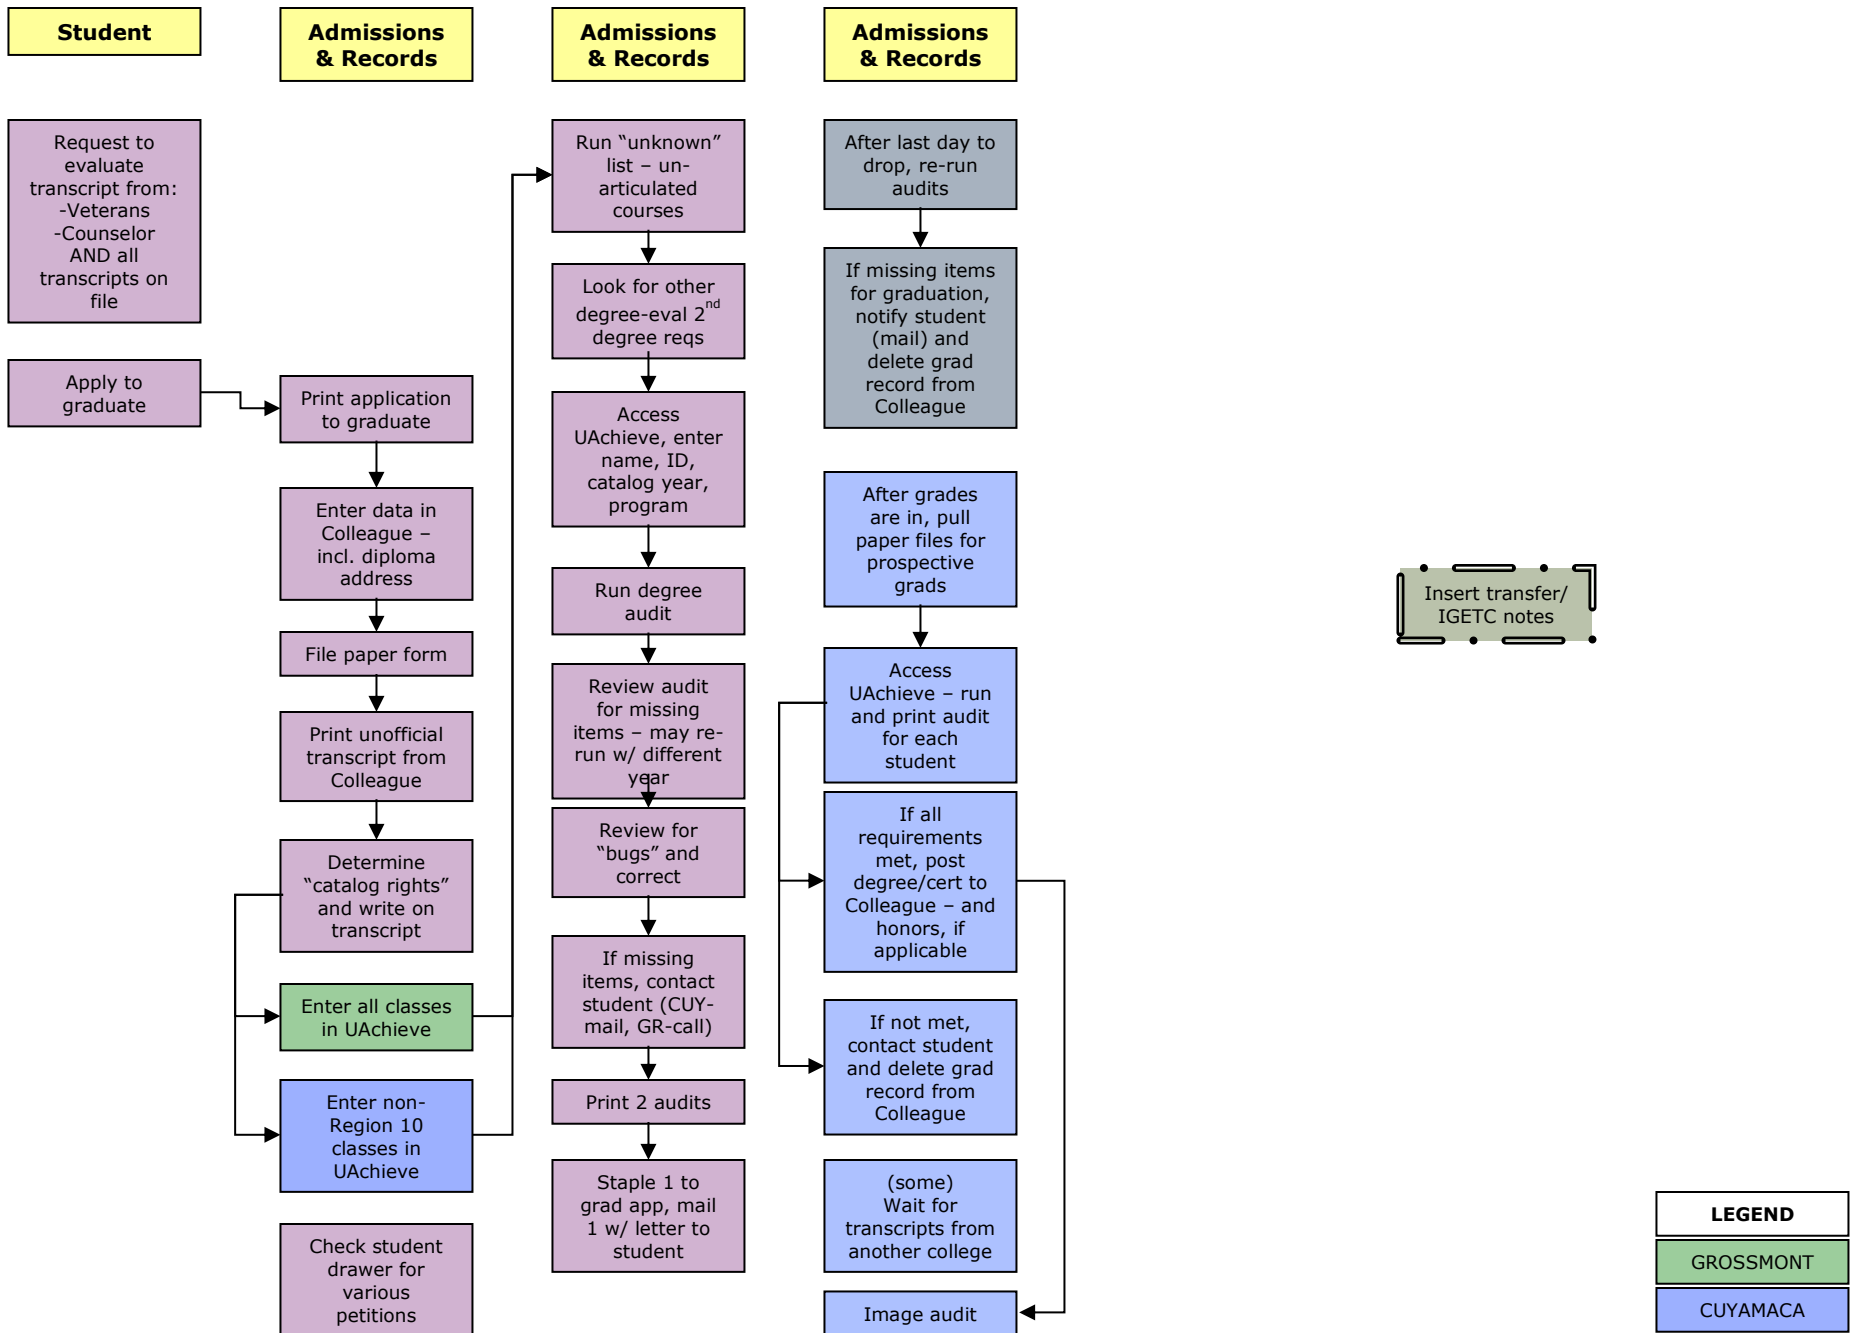 Student
Admissions
& Records
Admissions
& Records
Admissions
& Records
Request to
evaluate
transcript from:
-Veterans
-Counselor
AND all
transcripts on
file
Apply to
graduate
Print application
to graduate
Enter data in
Colleague –
incl. diploma
address
File paper form
Print unofficial
transcript from
Colleague
Determine
“catalog rights”
and write on
transcript
Enter all classes
in UAchieve
Enter non-
Region 10
classes in
UAchieve
Check student
drawer for
various
petitions
Run “unknown”
list – un-
articulated
courses
Look for other
degree-eval 2nd
degree reqs
Access
UAchieve, enter
name, ID,
catalog year,
program
Run degree
audit
Review audit
for missing
items – may re-
run w/ different
year
Review for
“bugs” and
correct
If missing
items, contact
student (CUY-
mail, GR-call)
Print 2 audits
Staple 1 to
grad app, mail
1 w/ letter to
student
After last day to
drop, re-run
audits
If missing items
for graduation,
notify student
(mail) and
delete grad
record from
Colleague
After grades
are in, pull
paper files for
prospective
grads
Access
UAchieve – run
and print audit
for each
student
If all
requirements
met, post
degree/cert to
Colleague – and
honors, if
applicable
If not met,
contact student
and delete grad
record from
Colleague
(some)
Wait for
transcripts from
another college
Image audit
Insert transfer/
IGETC notes
LEGEND
GROSSMONT
CUYAMACA